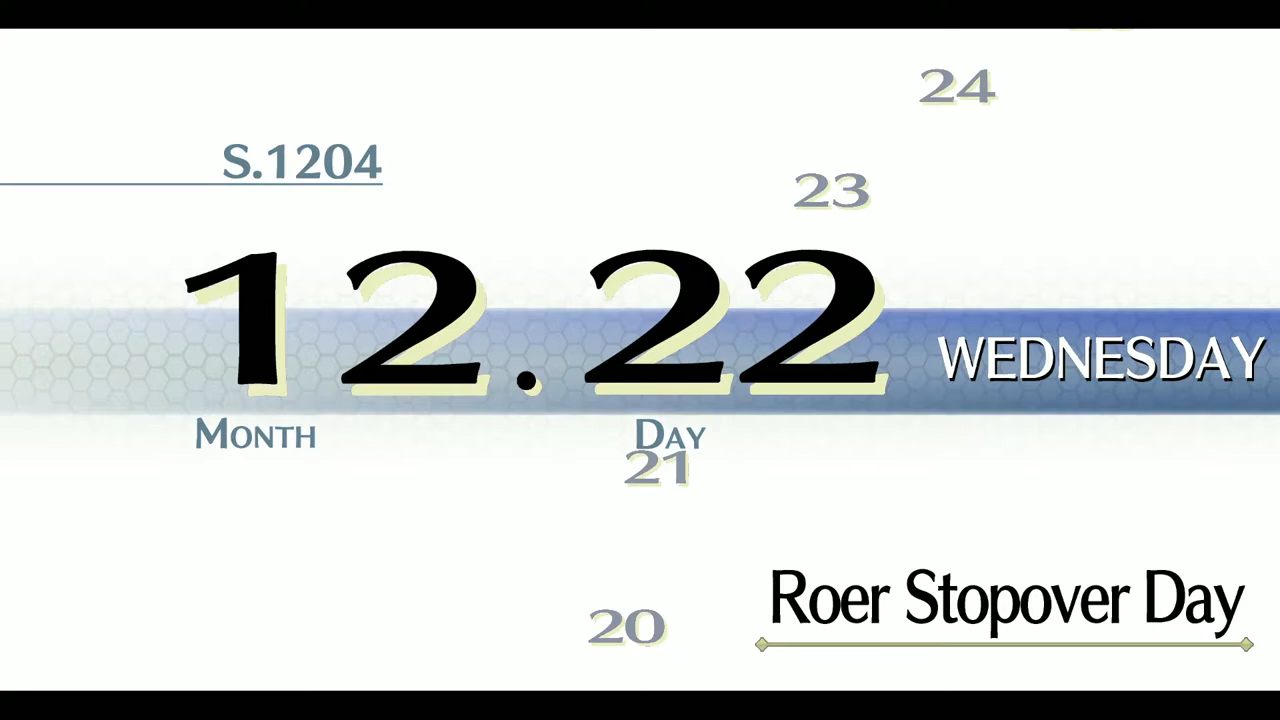 24
S.1204
23
12.22
WEDNESDAY
MONTH
DAY
21
20
Roer Stopover Day